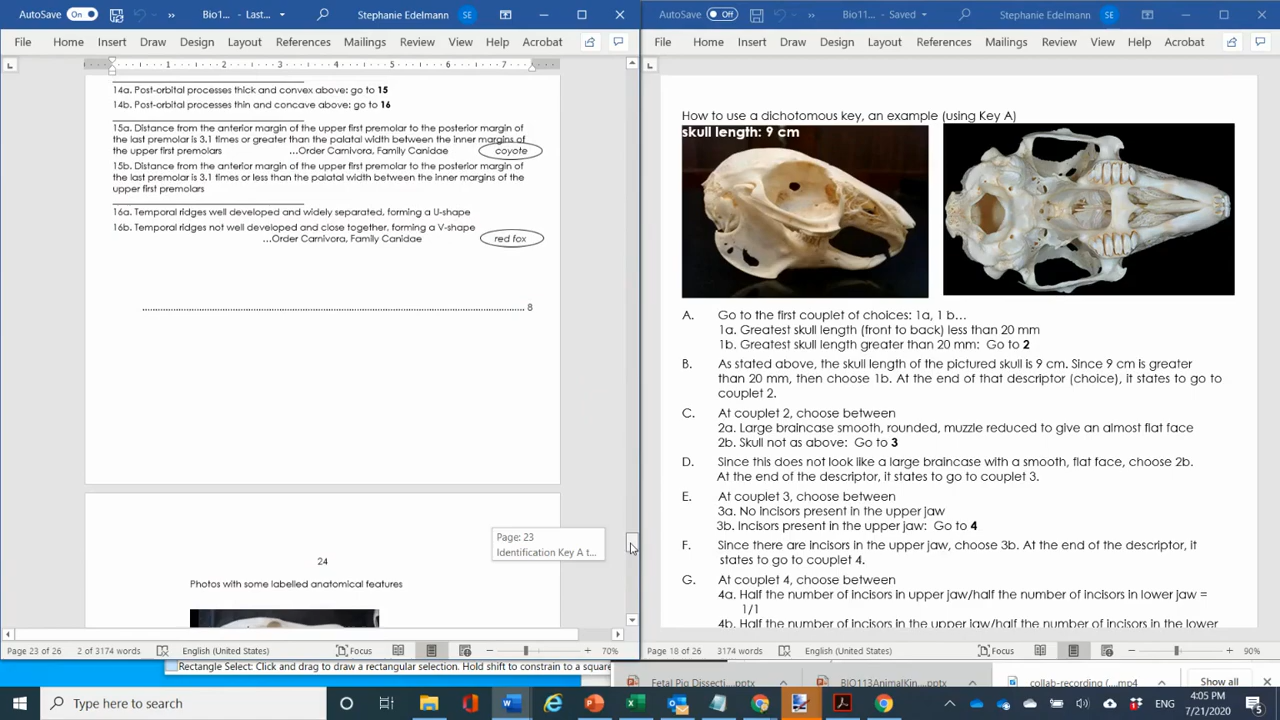 AutoSave On Bio1... - Last... Stephanie Edelmann SE
File Home Insert Draw Design Layout References Mailings Review View Help Acrobat
1 2 3 4 5 6 7
14a. Post-orbital processes thick and convex above: go to 15
14b. Post-orbital processes thin and concave above: go to 16
15a. Distance from the anterior margin of the upper first premolar to the posterior margin of
the last premolar is 3.1 times or greater than the palatal width between the inner margins of
the upper first premolars ...Order Carnivora, Family Canidae coyote
15b. Distance from the anterior margin of the upper first premolar to the posterior margin of
the last premolar is 3.1 times or less than the palatal width between the inner margins of the
upper first premolars
16a. Temporal ridges well developed and widely separated, forming a U-shape
16b. Temporal ridges not well developed and close together, forming a V-shape
...Order Carnivora, Family Canidae red fox
8
Page: 23
Identification Key A t...
24
Photos with some labelled anatomical features
Page 23 of 26 2 of 3174 words English (United States) Focus 70%
Rectangle Select: Click and drag to draw a rectangular selection. Hold shift to constrain to a square
AutoSave Off Bio11... - Saved Stephanie Edelmann SE
File Home Insert Draw Design Layout References Mailings Review View Help Acrobat
How to use a dichotomous key, an example (using Key A)
skull length: 9 cm
A. Go to the first couplet of choices: 1a, 1 b...
1a. Greatest skull length (front to back) less than 20 mm
1b. Greatest skull length greater than 20 mm: Go to 2
B. As stated above, the skull length of the pictured skull is 9 cm. Since 9 cm is greater
than 20 mm, then choose 1b. At the end of that descriptor (choice), it states to go to
couplet 2.
C. At couplet 2, choose between
2a. Large braincase smooth, rounded, muzzle reduced to give an almost flat face
2b. Skull not as above: Go to 3
D. Since this does not look like a large braincase with a smooth, flat face, choose 2b.
At the end of the descriptor, it states to go to couplet 3.
E. At couplet 3, choose between
3a. No incisors present in the upper jaw
3b. Incisors present in the upper jaw: Go to 4
F. Since there are incisors in the upper jaw, choose 3b. At the end of the descriptor, it
states to go to couplet 4.
G. At couplet 4, choose between
4a. Half the number of incisors in upper jaw/half the number of incisors in lower jaw =
1/1
4b. Half the number of incisors in the upper jaw/half the number of incisors in the lower
Page 18 of 26 3174 words English (United States) Focus 90%
Fetal Pig Dissecti....pptx BIO113AnimalKin....pptx collab-recording (....mp4 Show all
Type here to search
ENG 4:05 PM
7/21/2020 5